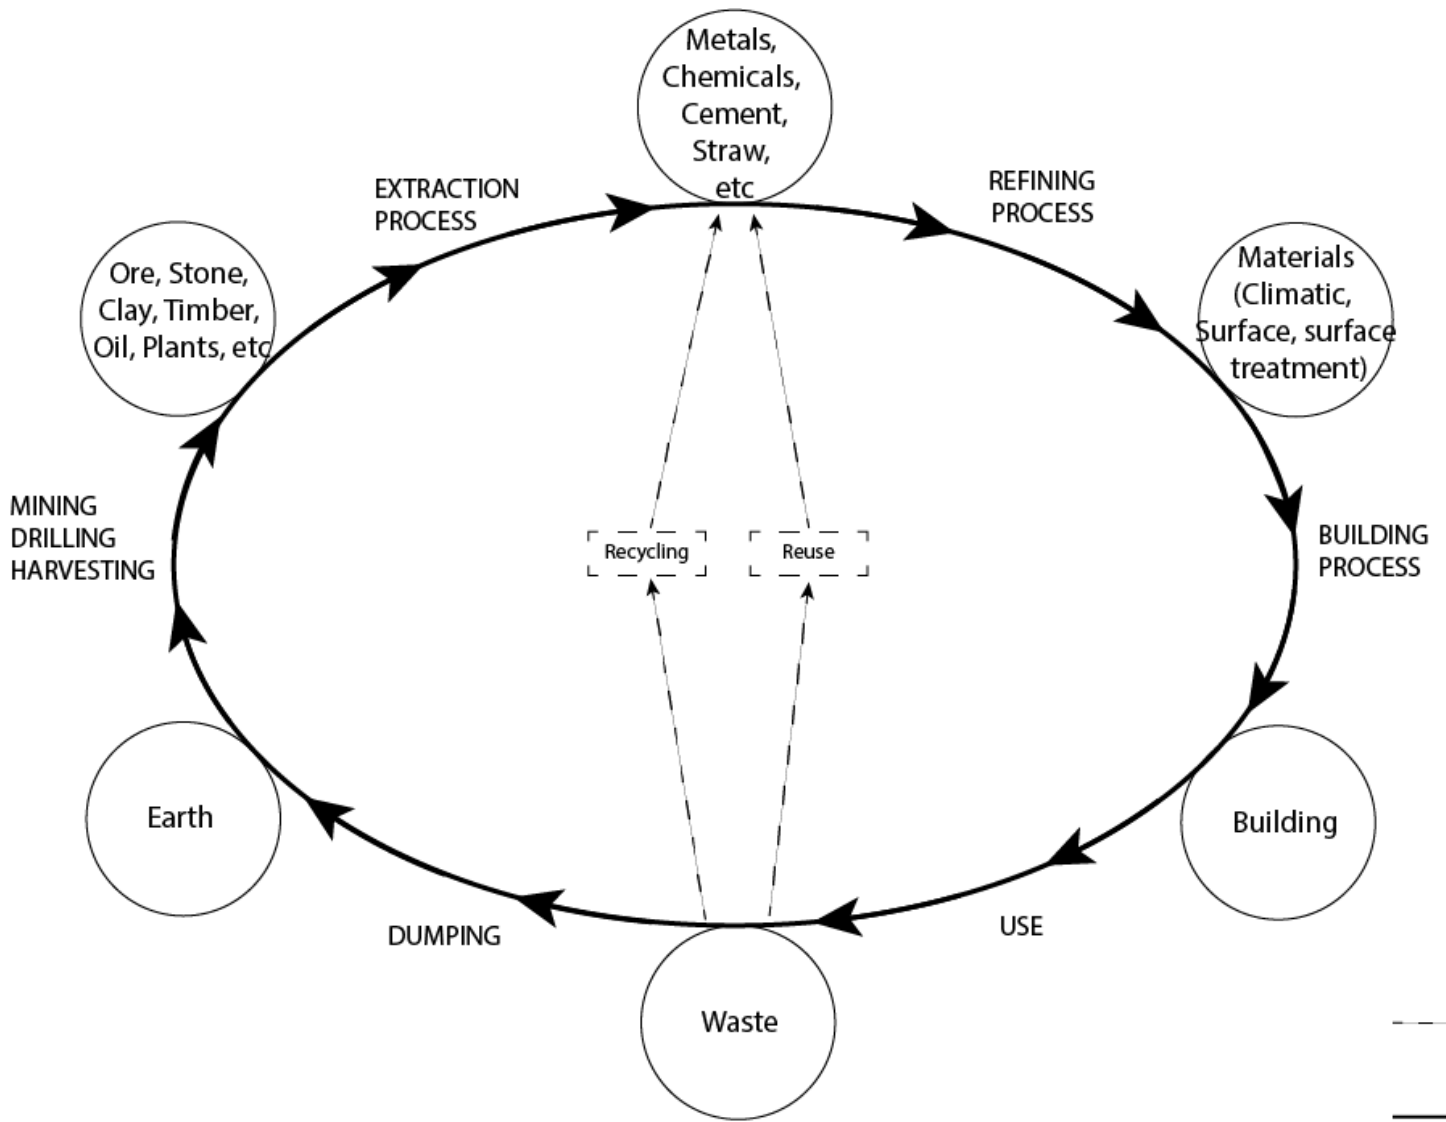 Metals,
Chemicals,
Cement,
Straw,
etc
EXTRACTION
PROCESS
REFINING
PROCESS
Ore, Stone,
Clay, Timber,
Oil, Plants, etc
Materials
(Climatic,
Surface, surface
treatment)
MINING
DRILLING
HARVESTING
Recycling
Reuse
BUILDING
PROCESS
Earth
Building
DUMPING
USE
Waste